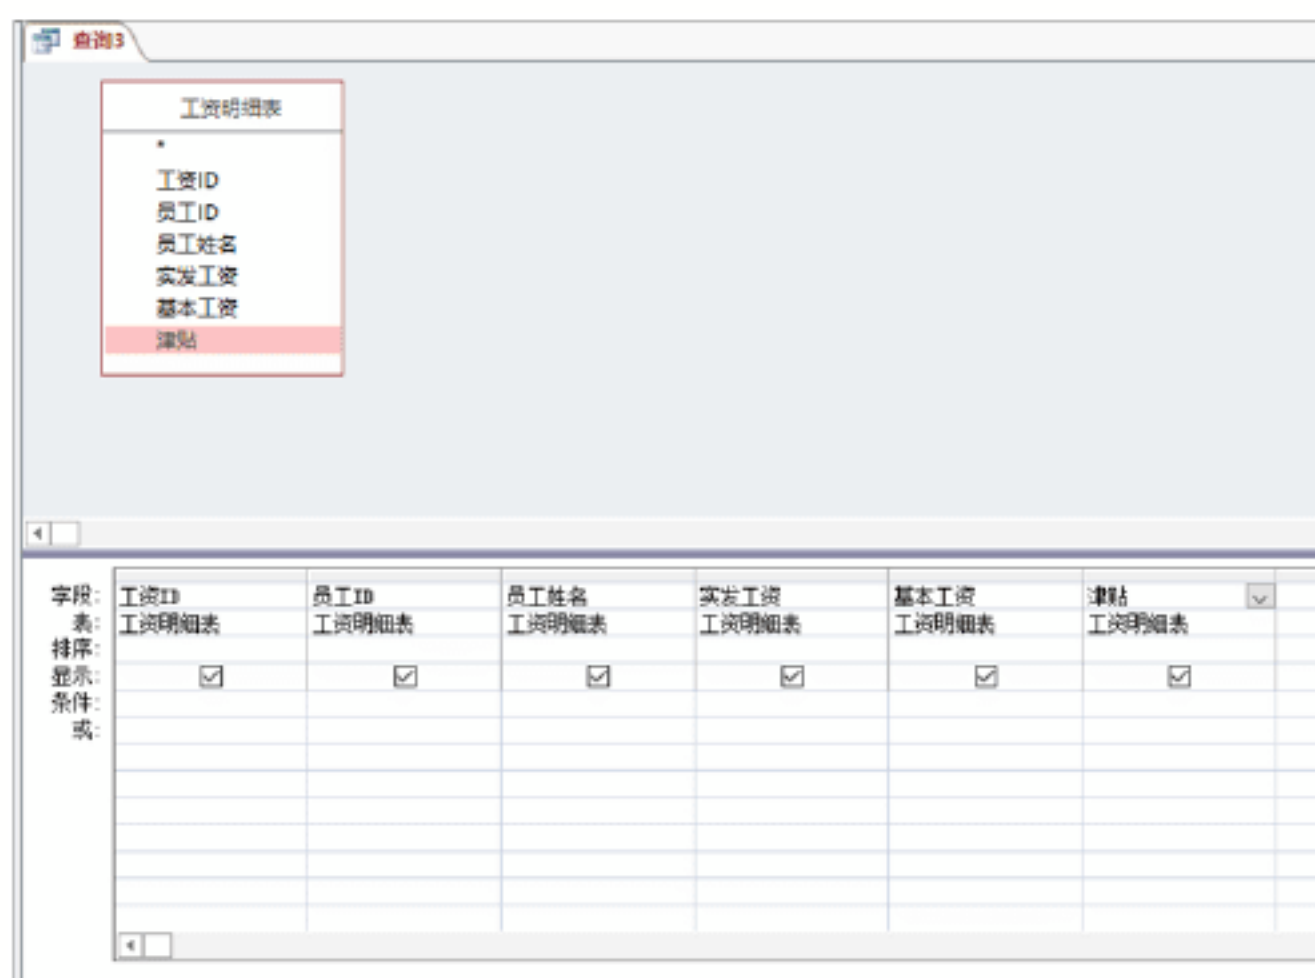 查询3
工资明细表
*
工资ID
员工ID
员工姓名
实发工资
基本工资
津贴
字段: 工资ID 员工ID 员工姓名 实发工资 基本工资 津贴
表: 工资明细表 工资明细表 工资明细表 工资明细表 工资明细表 工资明细表
排序:
显示:
条件:
或: